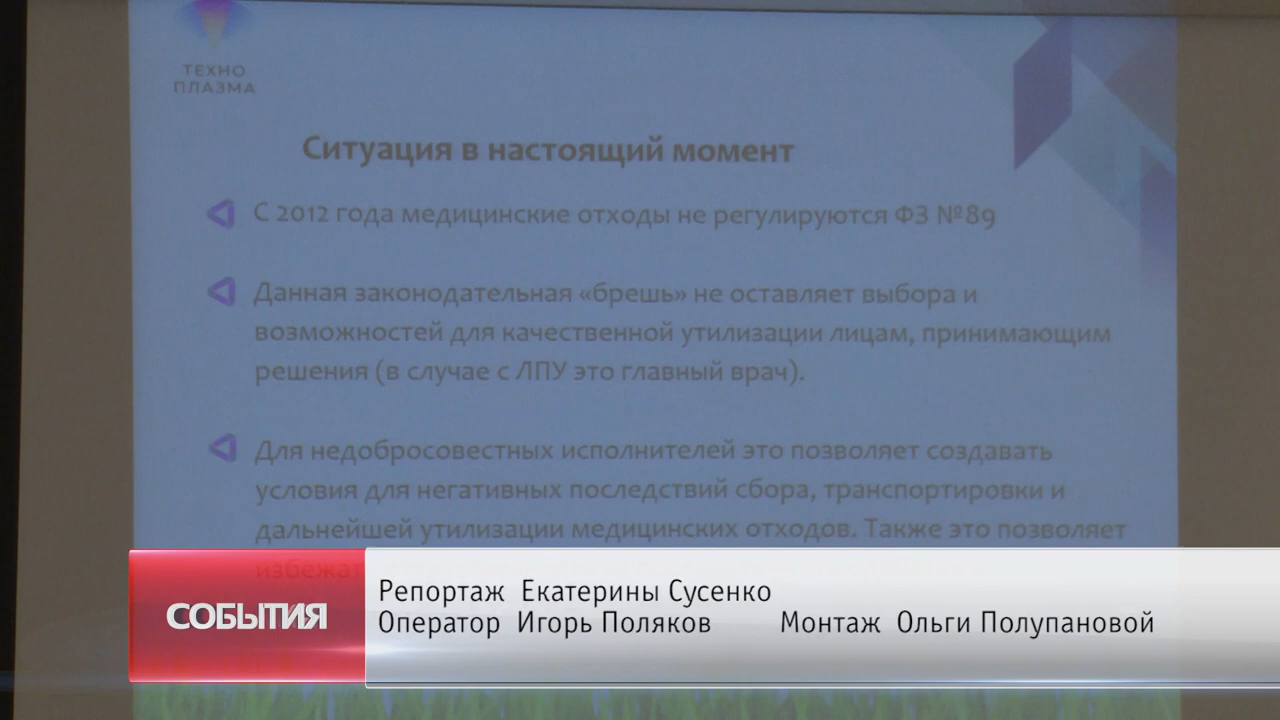 ТЕХНО
ПЛАЗМА
Ситуация в настоящий момент
С 2012 года медицинские отходы не регулируются ФЗ №89
Данная законодательная «брешь» не оставляет выбора и
возможностей для качественной утилизации лицам, принимающим
решения (в случае с ЛПУ это главный врач).
Для недобросовестных исполнителей это позволяет создавать
условия для негативных последствий сбора, транспортировки и
дальнейшей утилизации медицинских отходов. Также это позволяет
СОБЫТИЯ
Репортаж Екатерины Сусенко
Оператор Игорь Поляков Монтаж Ольги Полупановой